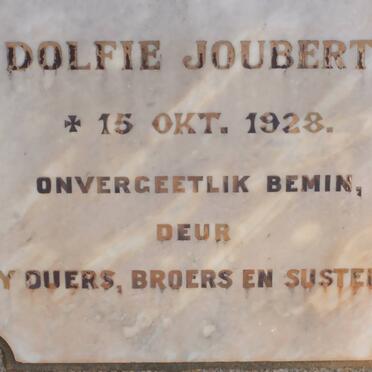 DOLFIE JOUBERT
✝ 15 OKT. 1928.
ONVERGEETLIK BEMIN,
DEUR
Y OUERS, BROERS EN SUSTE